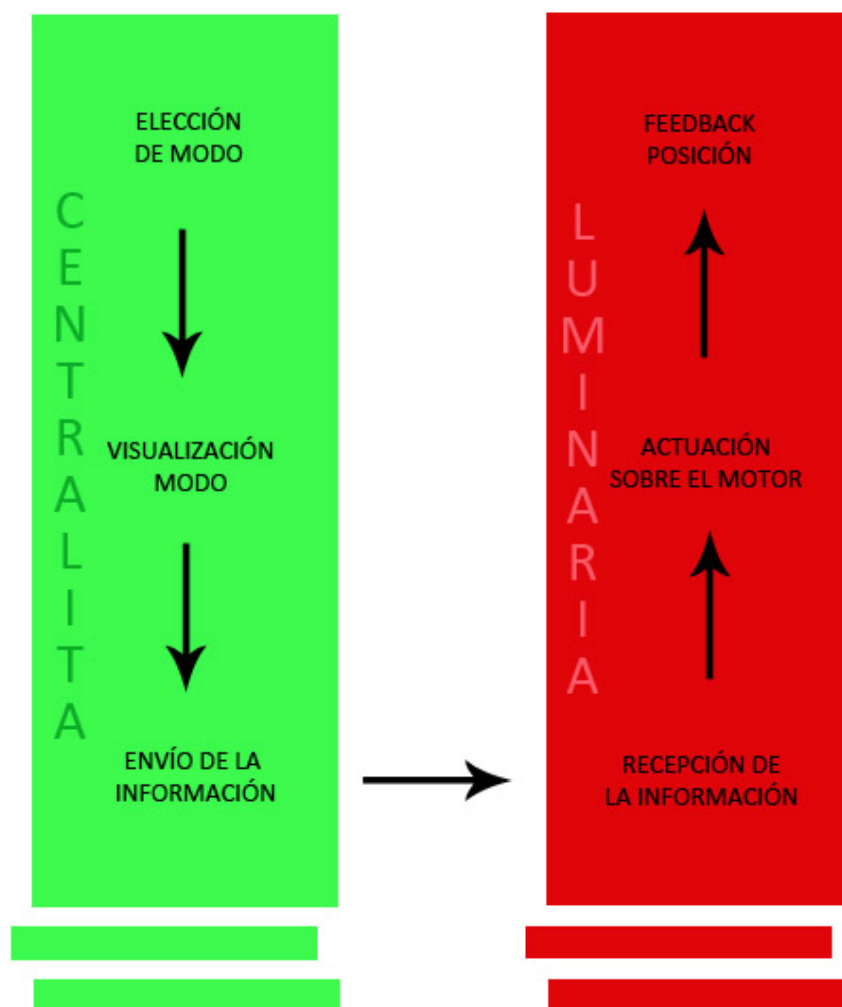 CENTRALITA
ELECCIÓN
DE MODO
VISUALIZACIÓN
MODO
ENVÍO DE LA
INFORMACIÓN
LUMINARIA
FEEDBACK
POSICIÓN
ACTUACIÓN
SOBRE EL MOTOR
RECEPCIÓN DE
LA INFORMACIÓN